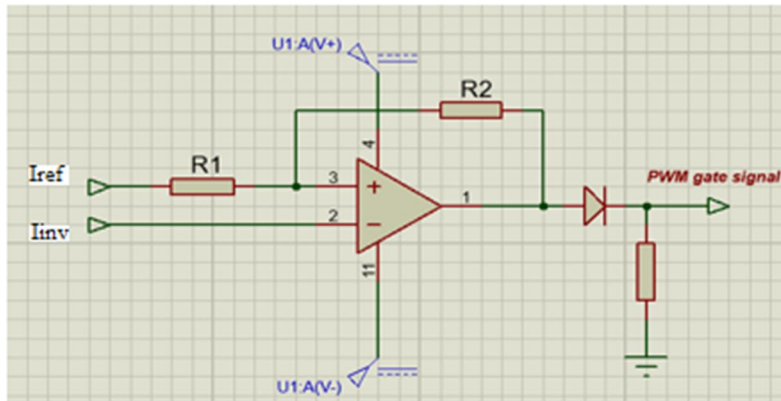 U1:A(V+)
R2
4
Iref
R1
3
PWM gate signal
1
2
Iinv
11
U1:A(V-)